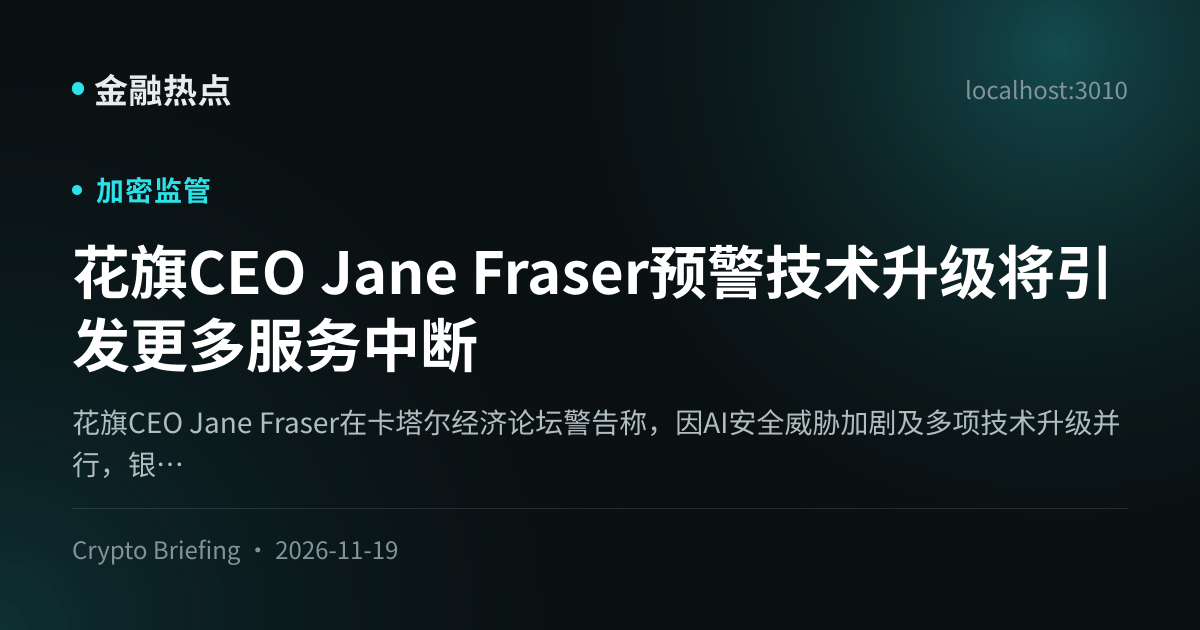 金融热点
localhost:3010
加密监管
花旗CEO Jane Fraser预警技术升级将引
发更多服务中断
花旗CEO Jane Fraser在卡塔尔经济论坛警告称，因AI安全威胁加剧及多项技术升级并
行，银…
Crypto Briefing · 2026-11-19